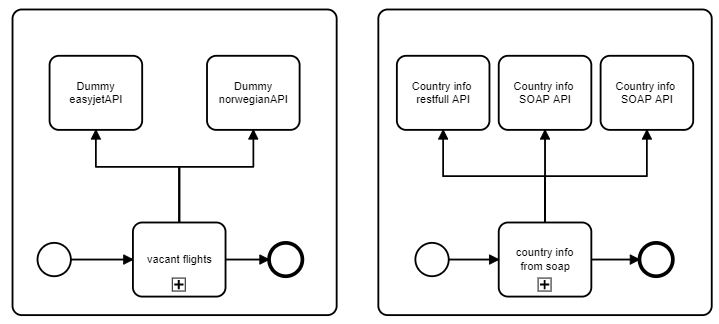 Dummy
easyjetAPI
Dummy
norwegianAPI
vacant flights
Country info
restfull API
Country info
SOAP API
Country info
SOAP API
country info
from soap